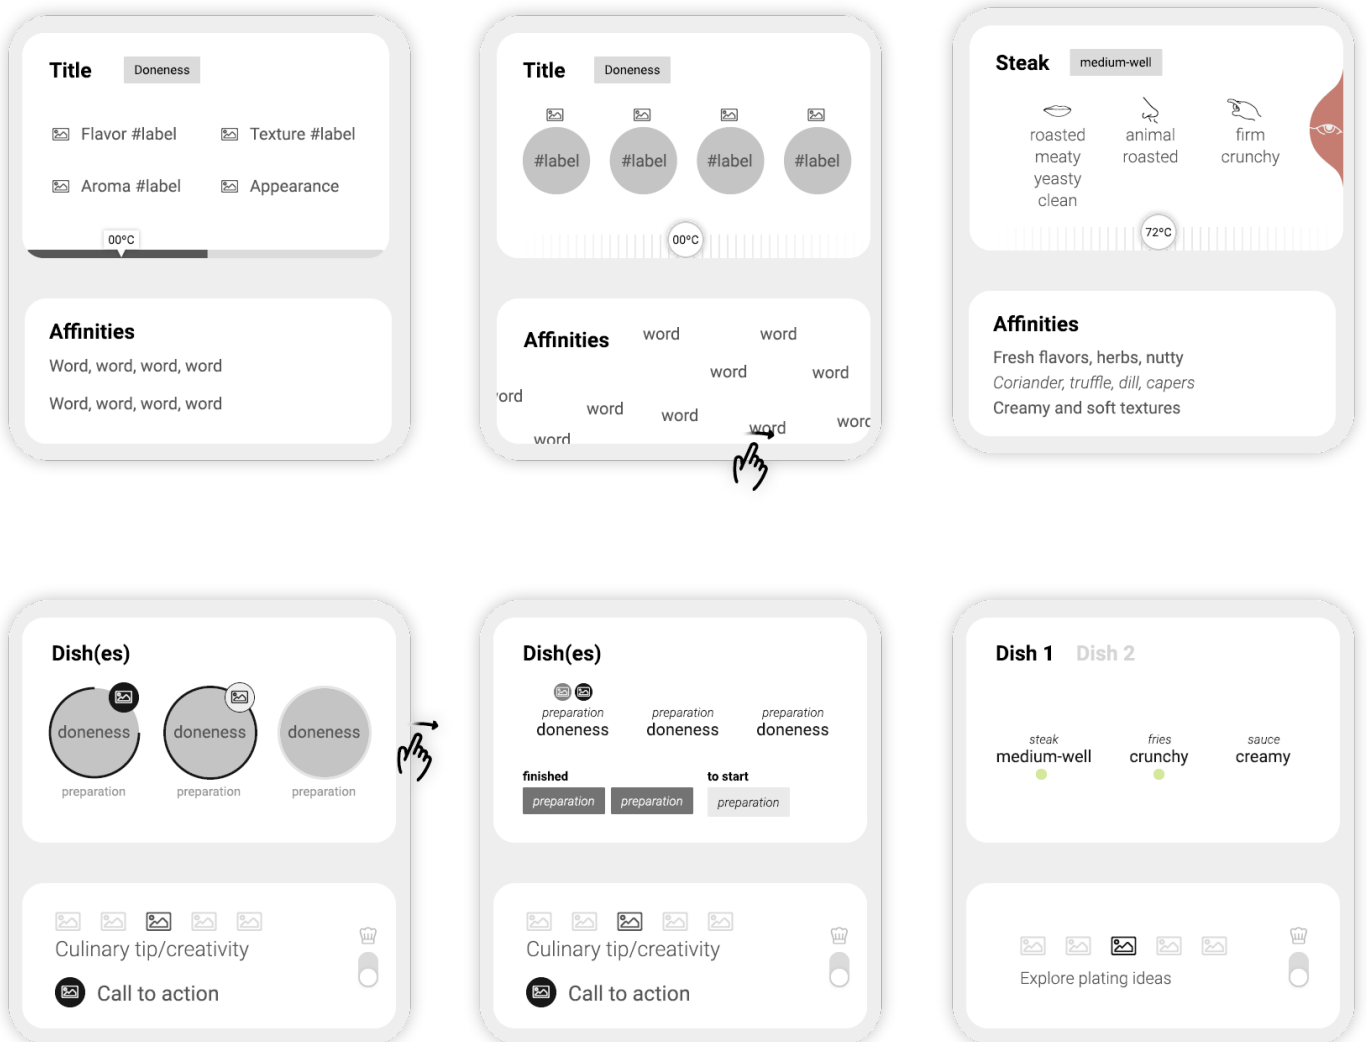 Title Doneness
Flavor #label Texture #label
Aroma #label Appearance
00ºC
Affinities
Word, word, word, word
Word, word, word, word
Title Doneness
#label #label #label #label
00ºC
Affinities word word
word word
ord word word word word
word
Steak medium-well
roasted animal firm
meaty roasted crunchy
yeasty
clean
72ºC
Affinities
Fresh flavors, herbs, nutty
Coriander, truffle, dill, capers
Creamy and soft textures
Dish(es)
doneness doneness doneness
preparation preparation preparation
Culinary tip/creativity
Call to action
Dish(es)
preparation preparation preparation
doneness doneness doneness
finished to start
preparation preparation preparation
Culinary tip/creativity
Call to action
Dish 1 Dish 2
steak fries sauce
medium-well crunchy creamy
Explore plating ideas